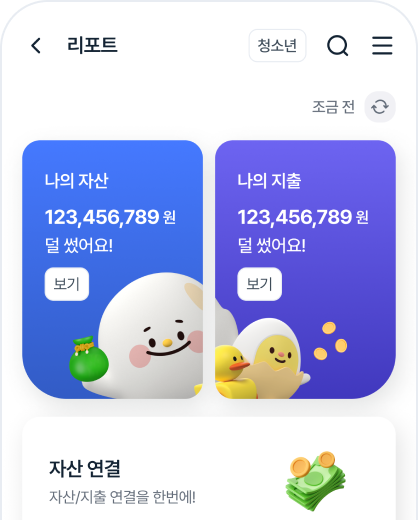 리포트
청소년
조금 전
나의 자산
123,456,789 원
덜 썼어요!
보기
나의 지출
123,456,789 원
덜 썼어요!
보기
자산 연결
자산/지출 연결을 한번에!